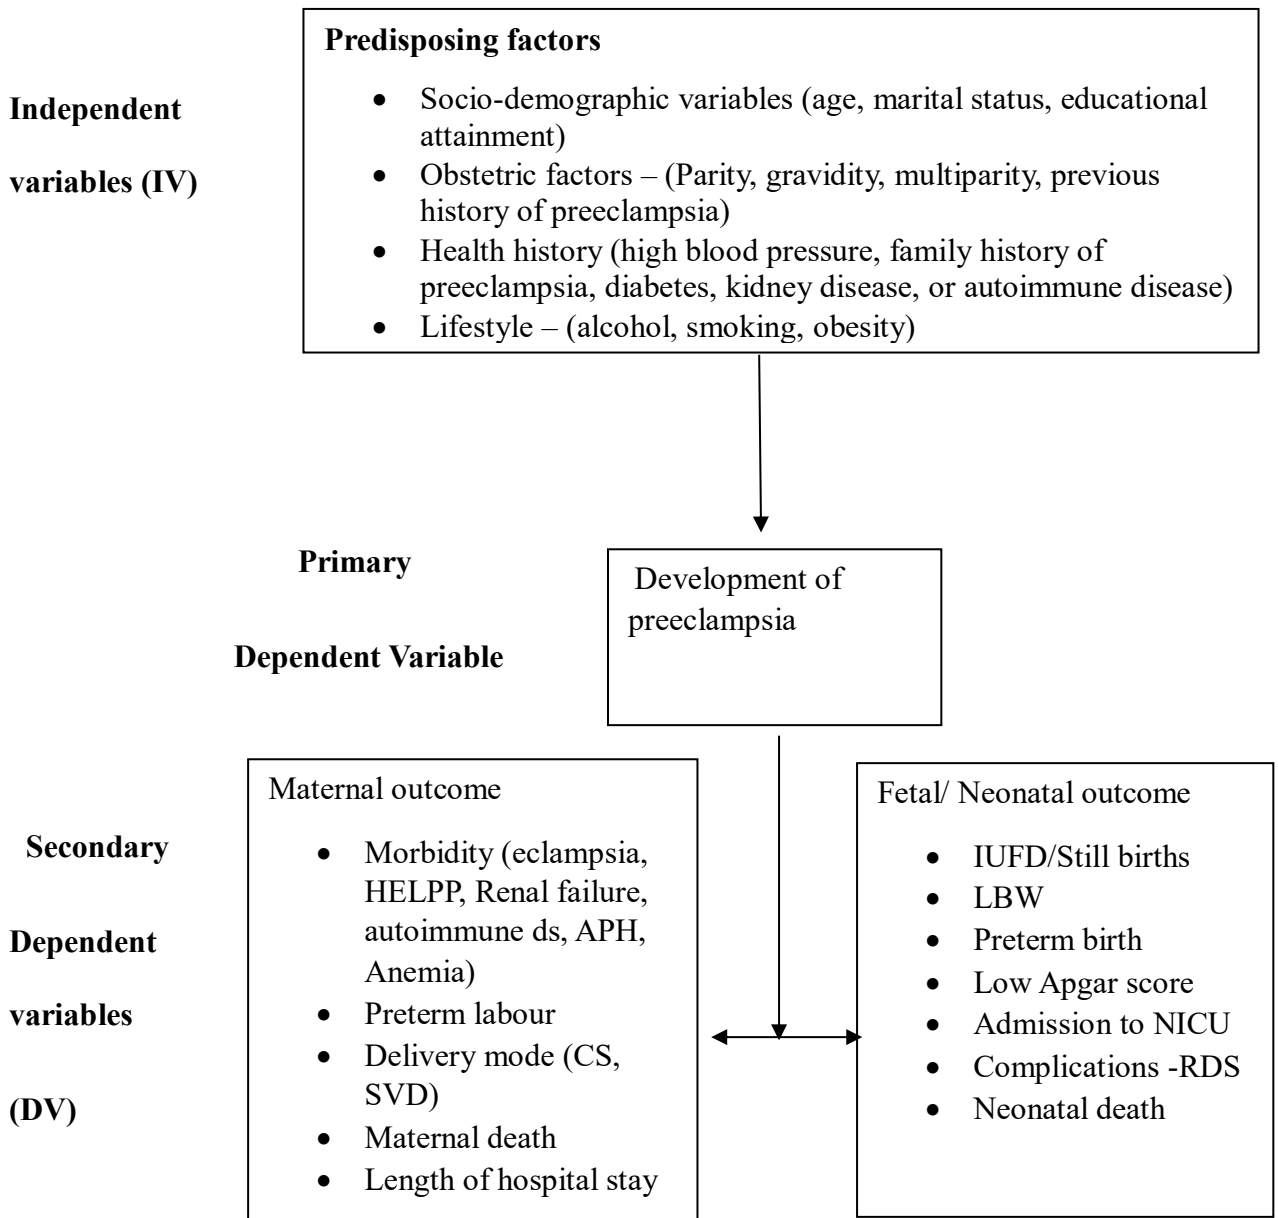 Predisposing factors
Independent
variables (IV)
• Socio-demographic variables (age, marital status, educational
attainment)
• Obstetric factors – (Parity, gravidity, multiparity, previous
history of preeclampsia)
• Health history (high blood pressure, family history of
preeclampsia, diabetes, kidney disease, or autoimmune disease)
• Lifestyle – (alcohol, smoking, obesity)
Primary
Dependent Variable
Development of
preeclampsia
Secondary
Dependent
variables
(DV)
Maternal outcome
• Morbidity (eclampsia,
HELPP, Renal failure,
autoimmune ds, APH,
Anemia)
• Preterm labour
• Delivery mode (CS,
SVD)
• Maternal death
• Length of hospital stay
Fetal/ Neonatal outcome
• IUFD/Still births
• LBW
• Preterm birth
• Low Apgar score
• Admission to NICU
• Complications -RDS
• Neonatal death